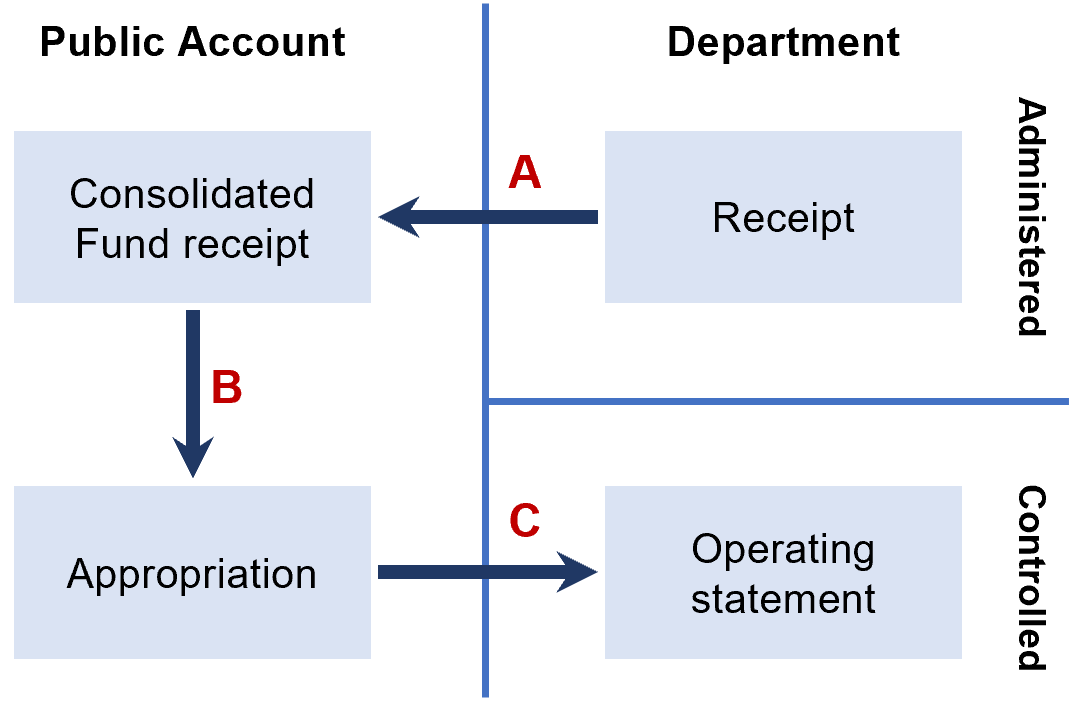 Public Account
Department
Consolidated
Fund receipt
A
Receipt
Administered
B
Appropriation
C
Operating
statement
Controlled